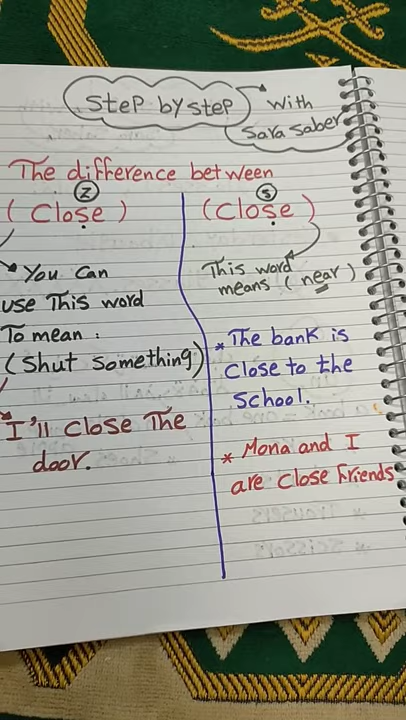 Step by step
with
Sara Saber
The difference between
z
(Close)
You Can
use This word
To mean :
(Shut something)
I'll close The
door.
s
(Close)
This word
means (near)
* The bank is
Close to the
School.
* Mona and I
are Close Friends
Trousers
* Scissors